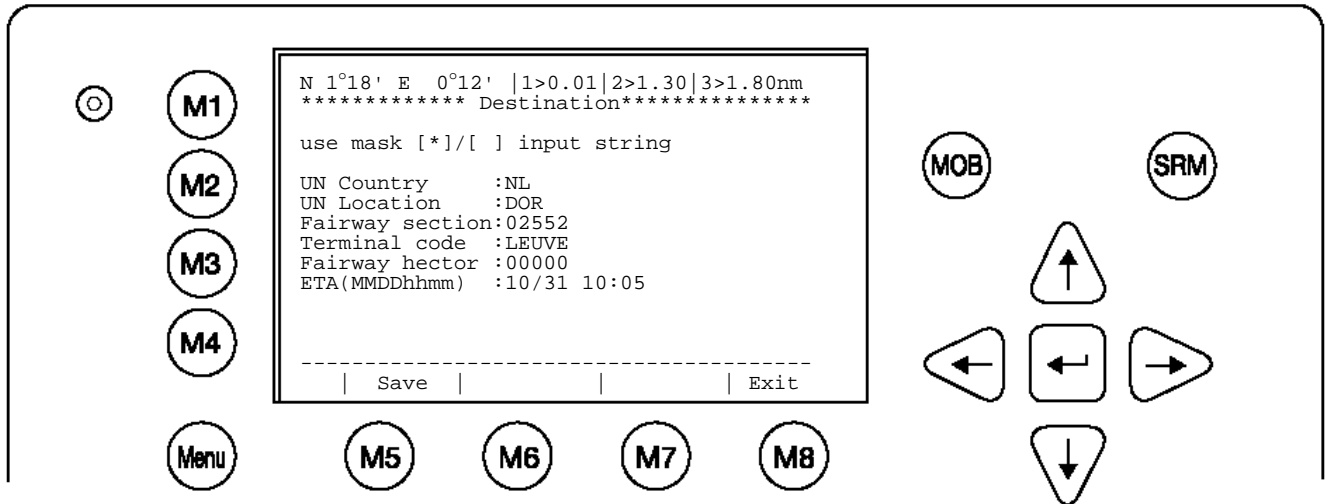 N 1°18' E  0°12' |1>0.01|2>1.30|3>1.80nm
************* Destination***************
use mask [*]/[ ] input string
UN Country     :NL
UN Location    :DOR
Fairway section:02552
Terminal code  :LEUVE
Fairway hector :00000
ETA(MMDDhhmm)  :10/31 10:05
----------------------------------------
| Save | | | Exit
M1
M2
M3
M4
Menu
M5 M6 M7 M8
MOB SRM